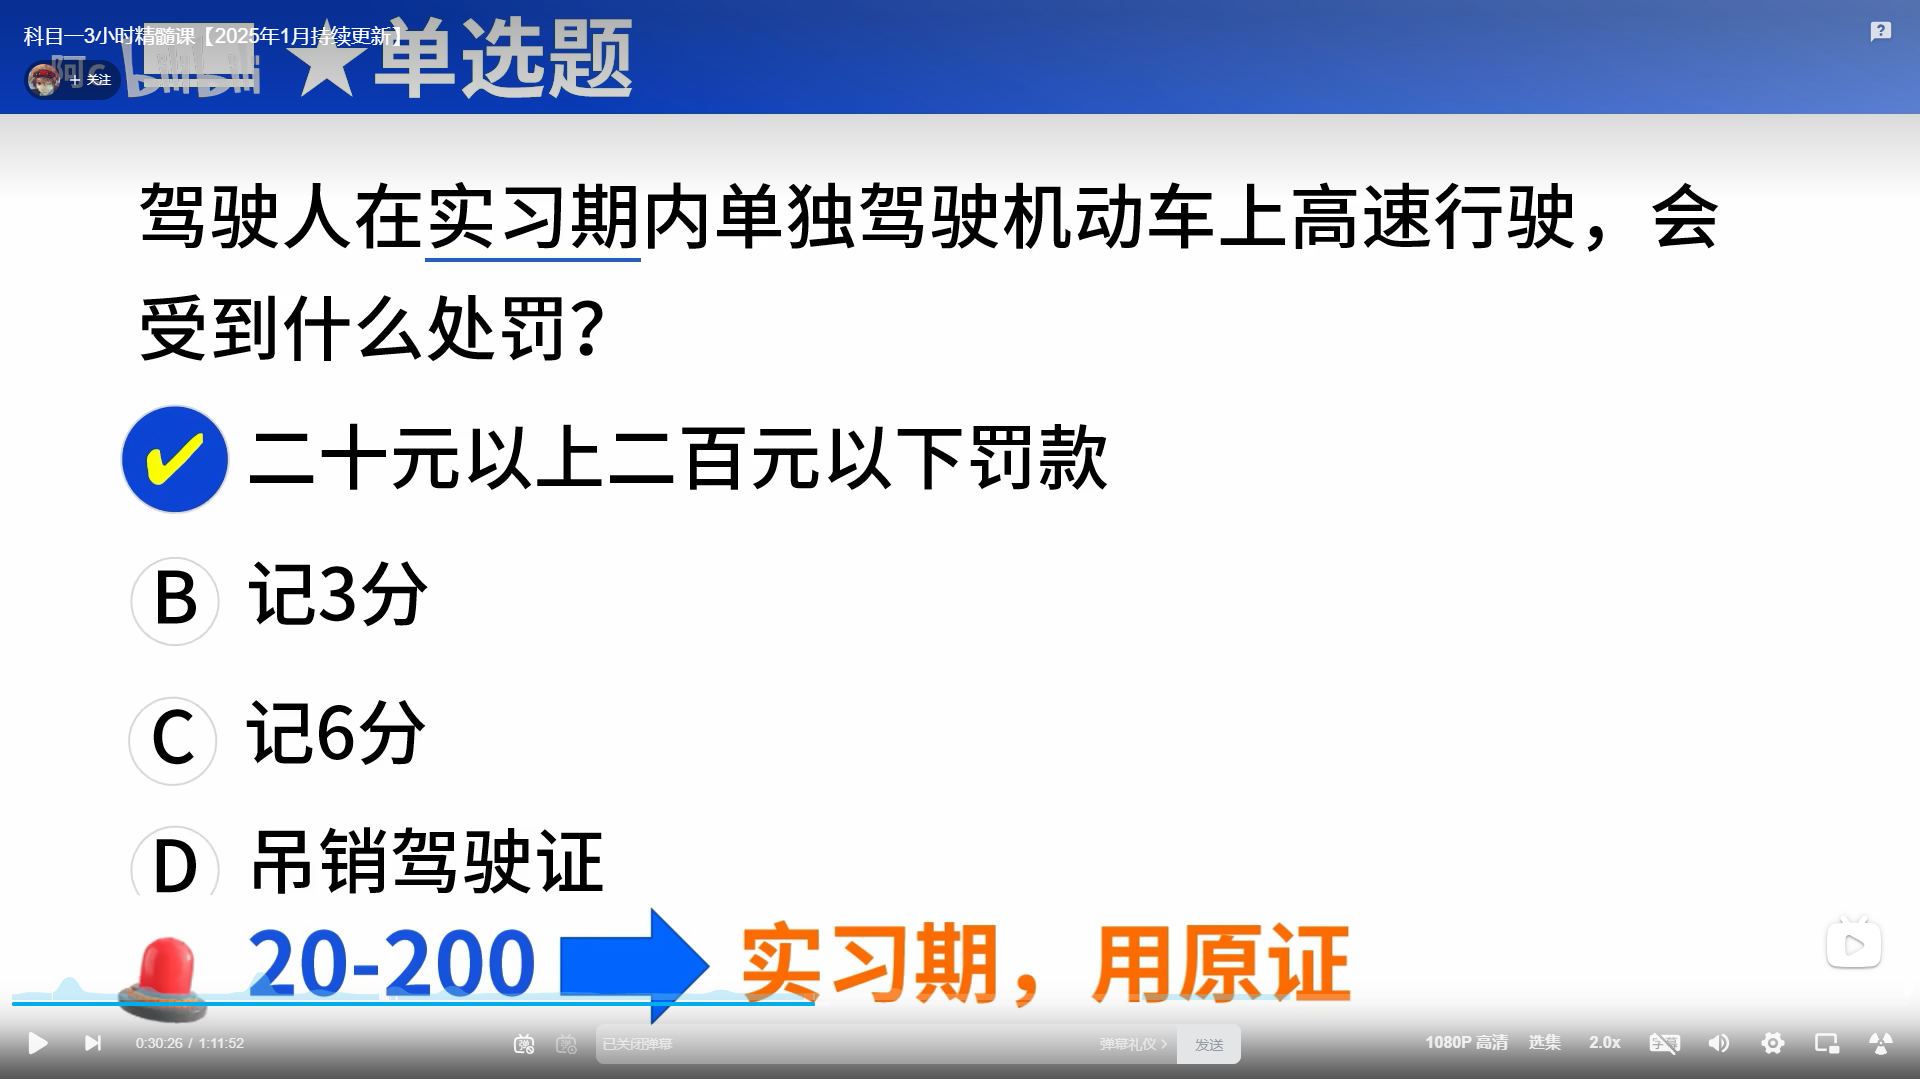 科目一3小时精髓课【2025年1月持续更新】
+ 关注
★单选题
驾驶人在实习期内单独驾驶机动车上高速行驶，会
受到什么处罚？
✔ 二十元以上二百元以下罚款
B 记3分
C 记6分
D 吊销驾驶证
20-200 实习期，用原证
0:30:26 / 1:11:52 已关闭弹幕 弹幕礼仪 > 发送 1080P 高清 选集 2.0x 字幕